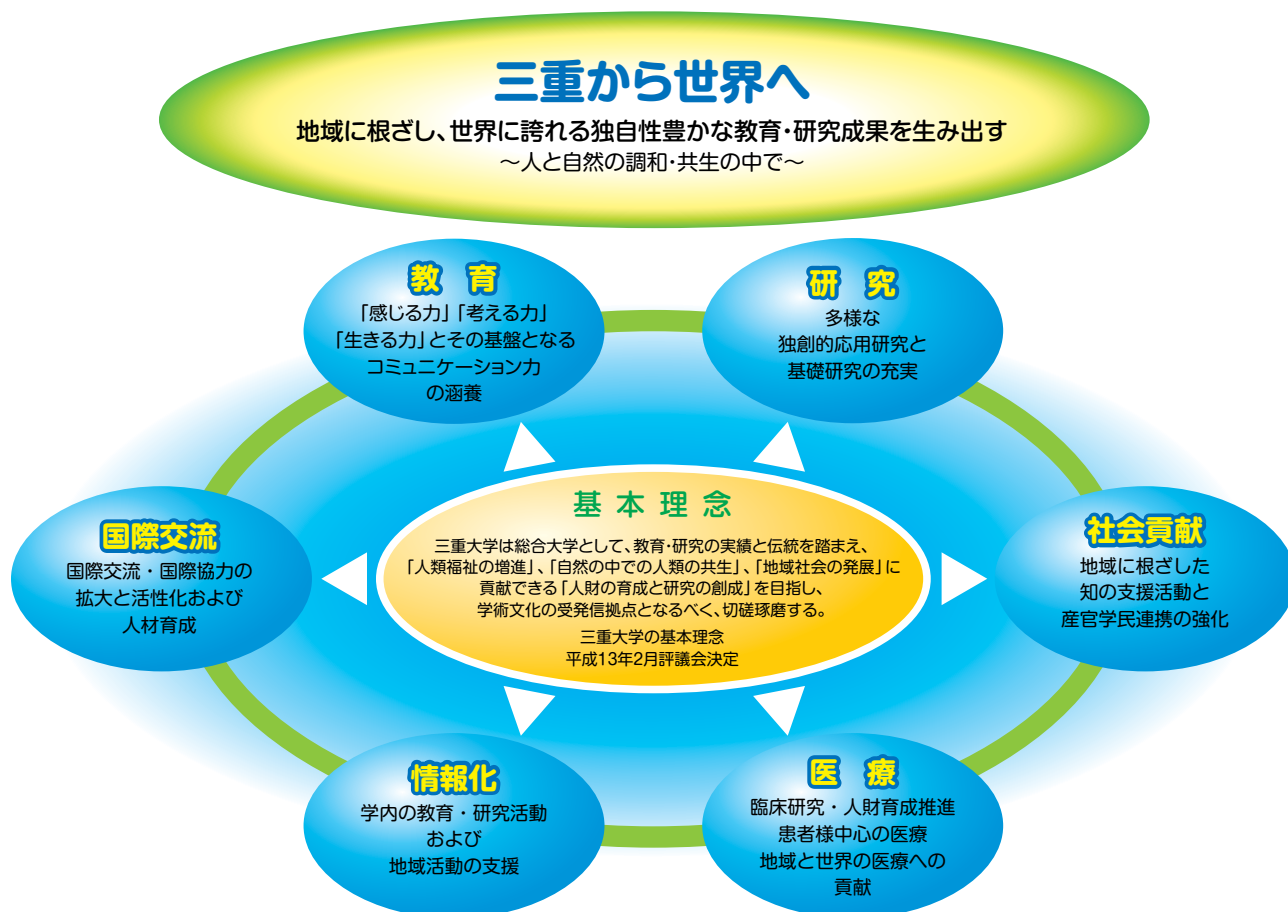 三重から世界へ
地域に根ざし、世界に誇れる独自性豊かな教育・研究成果を生み出す
～人と自然の調和・共生の中で～
教 育
「感じる力」「考える力」
「生きる力」とその基盤となる
コミュニケーション力
の涵養
研 究
多様な
独創的応用研究と
基礎研究の充実
国際交流
国際交流・国際協力の
拡大と活性化および
人材育成
基 本 理 念
三重大学は総合大学として、教育・研究の実績と伝統を踏まえ、
「人類福祉の増進」、「自然の中での人類の共生」、「地域社会の発展」に
貢献できる「人財の育成と研究の創成」を目指し、
学術文化の受発信拠点となるべく、切磋琢磨する。
三重大学の基本理念
平成13年2月評議会決定
社会貢献
地域に根ざした
知の支援活動と
産官学民連携の強化
情報化
学内の教育・研究活動
および
地域活動の支援
医 療
臨床研究・人財育成推進
患者様中心の医療
地域と世界の医療への
貢献